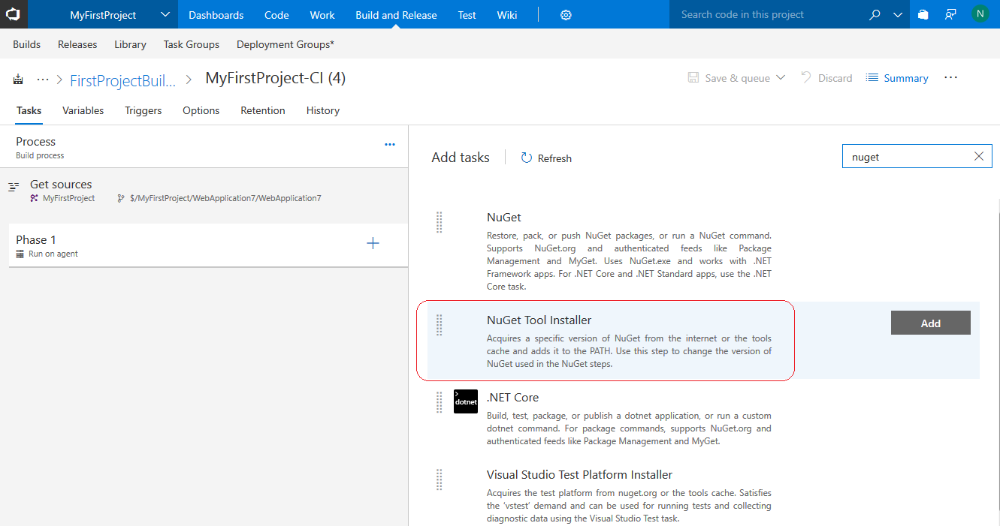 MyFirstProject Dashboards Code Work Build and Release Test Wiki Search code in this project N
Builds Releases Library Task Groups Deployment Groups*
··· > FirstProjectBuil... > MyFirstProject-CI (4) Save & queue Discard Summary ···
Tasks Variables Triggers Options Retention History
Process ···
Build process
Get sources
MyFirstProject $/MyFirstProject/WebApplication7/WebApplication7
Phase 1 +
Run on agent
Add tasks Refresh nuget
NuGet
Restore, pack, or push NuGet packages, or run a NuGet command.
Supports NuGet.org and authenticated feeds like Package
Management and MyGet. Uses NuGet.exe and works with .NET
Framework apps. For .NET Core and .NET Standard apps, use the .NET
Core task.
NuGet Tool Installer
Add
Acquires a specific version of NuGet from the internet or the tools
cache and adds it to the PATH. Use this step to change the version of
NuGet used in the NuGet steps.
>
dotnet
.NET Core
Build, test, package, or publish a dotnet application, or run a custom
dotnet command. For package commands, supports NuGet.org and
authenticated feeds like Package Management and MyGet.
Visual Studio Test Platform Installer
Acquires the test platform from nuget.org or the tools cache. Satisfies
the 'vstest' demand and can be used for running tests and collecting
diagnostic data using the Visual Studio Test task.